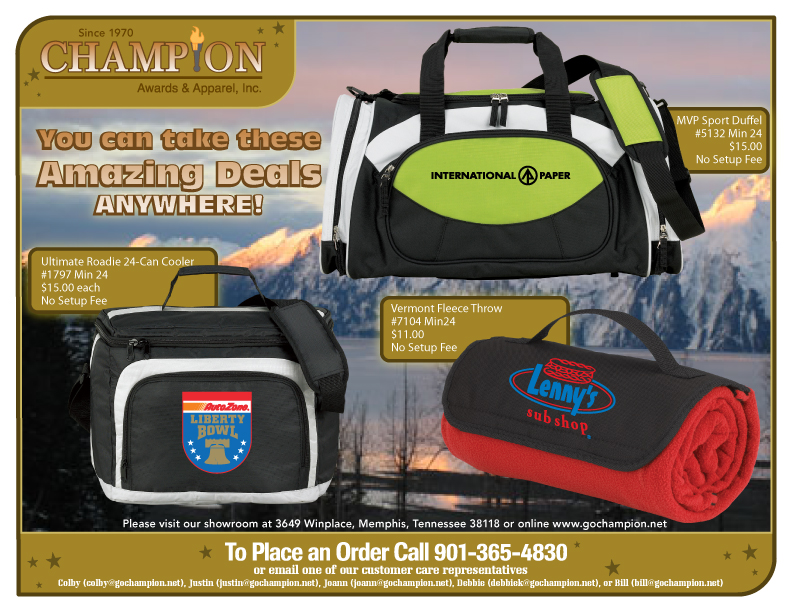 Since 1970
CHAMPION
Awards & Apparel, Inc.
You can take these
Amazing Deals
ANYWHERE!
MVP Sport Duffel
#5132 Min 24
$15.00
No Setup Fee
INTERNATIONAL PAPER
Ultimate Roadie 24-Can Cooler
#1797 Min 24
$15.00 each
No Setup Fee
Vermont Fleece Throw
#7104 Min24
$11.00
No Setup Fee
AutoZone.
LIBERTY
BOWL
Lenny's
sub shop
Please visit our showroom at 3649 Winplace, Memphis, Tennessee 38118 or online www.gochampion.net
To Place an Order Call 901-365-4830
or email one of our customer care representatives
Colby (colby@gochampion.net), Justin (justin@gochampion.net), Joann (joann@gochampion.net), Debbie (debbiek@gochampion.net), or Bill (bill@gochampion.net)